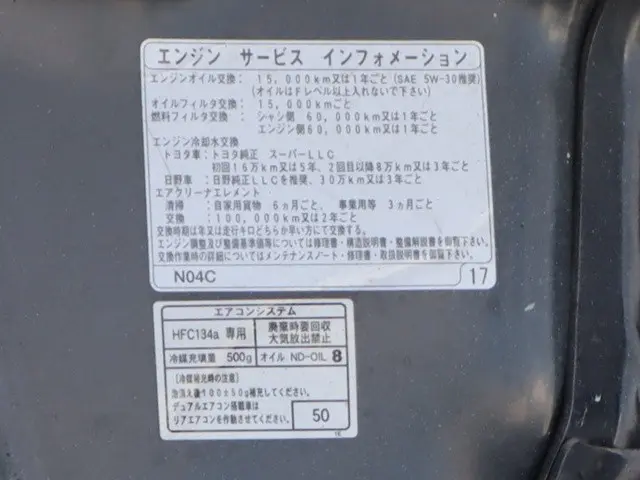 エンジン サービス インフォメーション
エンジンオイル交換： 15,000km又は1年ごと（SAE 5W-30推奨）
（オイルはFレベル以上入れないで下さい）
オイルフィルタ交換： 15,000kmごと
燃料フィルタ交換： シャシ側 60,000km又は1年ごと
エンジン側60,000km又は1年ごと
エンジン冷却水交換
トヨタ車：トヨタ純正 スーパーLLC
初回16万km又は5年、2回目以降8万km又は3年ごと
日野車：日野純正LLCを推奨、30万km又は3年ごと
エアクリーナエレメント
清掃： 自家用貨物 6ヵ月ごと、 事業用等 3ヵ月ごと
交換：100,000km又は2年ごと
交換時期は年又は走行キロどちらか早い方にて交換する。
エンジン調整及び整備基準値等については修理書・構造説明書・整備解説書を御覧下さい。
交換作業時の詳細についてはメンテナンスノート・修理書・取扱説明書を御覧下さい。
N04C 17
エアコンシステム
HFC134a 専用 廃棄時要回収 大気放出禁止
冷媒充填量 500g オイル ND-OIL 8
〔冷媒補充時の注意〕
泡消え後100±50g補充してください。
デュアルエアコン搭載車は
リアエアコンを作動させてください。
50